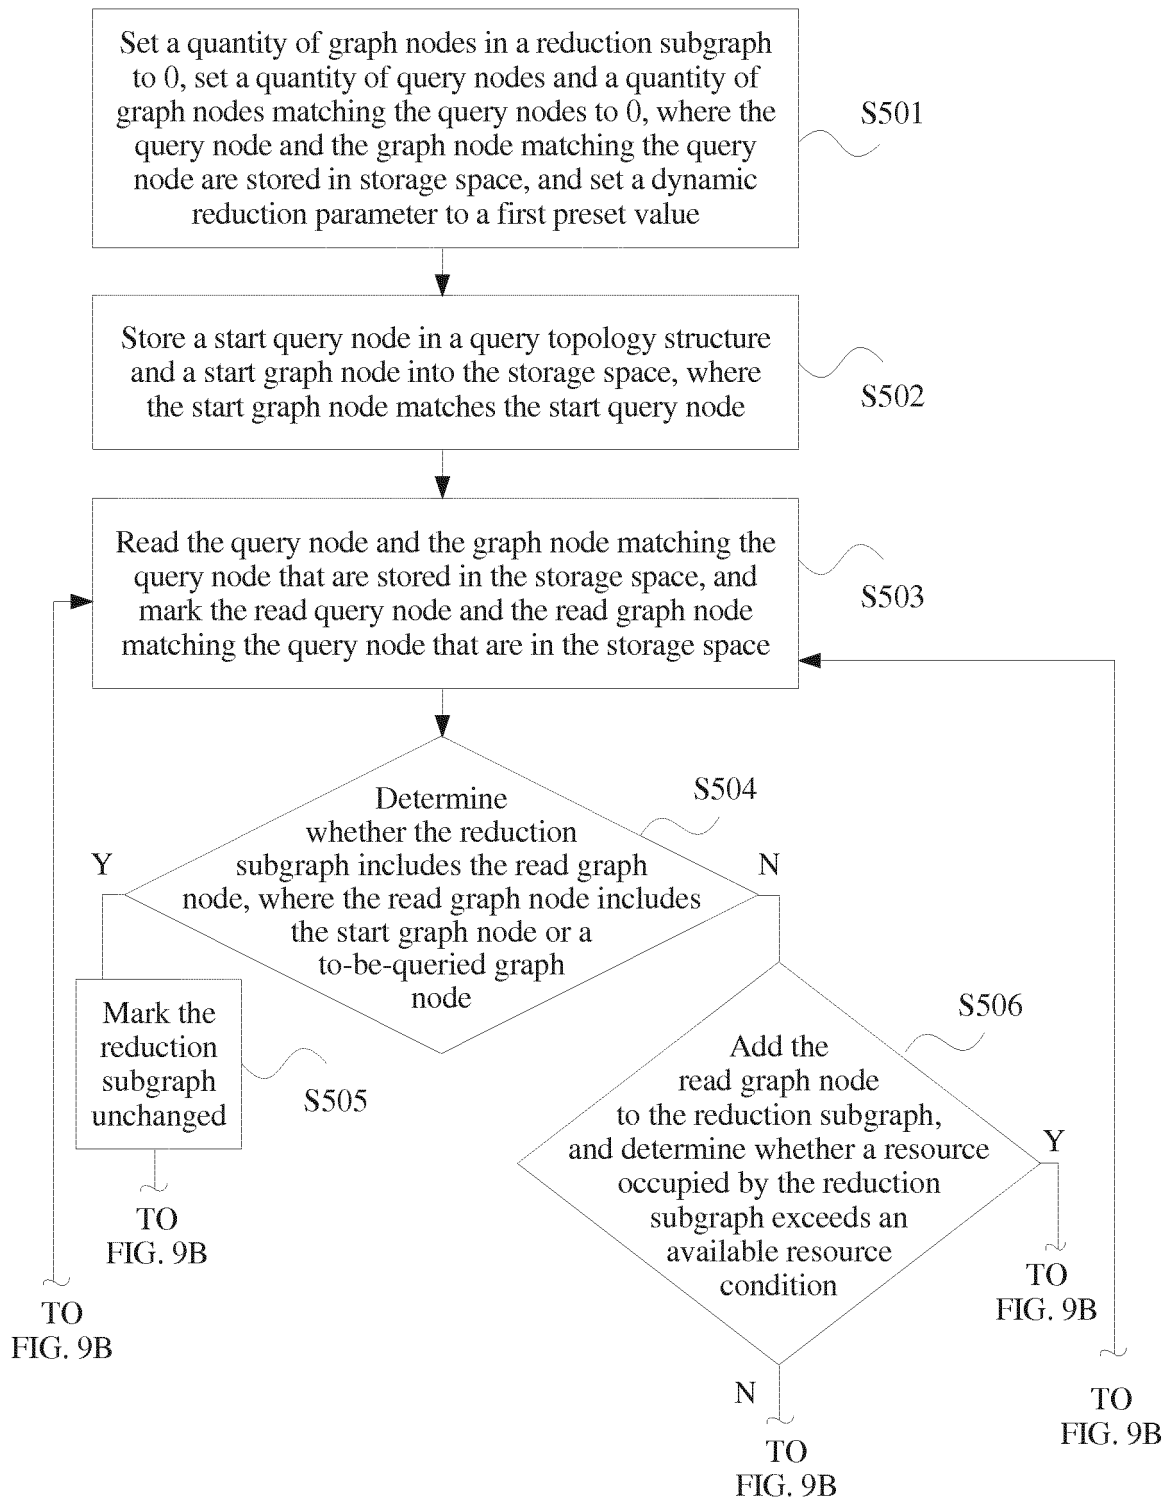 Set a quantity of graph nodes in a reduction subgraph
to 0, set a quantity of query nodes and a quantity of
graph nodes matching the query nodes to 0, where the
query node and the graph node matching the query
node are stored in storage space, and set a dynamic
reduction parameter to a first preset value
S501
Store a start query node in a query topology structure
and a start graph node into the storage space, where
the start graph node matches the start query node
S502
Read the query node and the graph node matching the
query node that are stored in the storage space, and
mark the read query node and the read graph node
matching the query node that are in the storage space
S503
Determine
whether the reduction
subgraph includes the read graph
node, where the read graph node includes
the start graph node or a
to-be-queried graph
node
S504
Y
N
Mark the
reduction
subgraph
unchanged
S505
TO
FIG. 9B
TO
FIG. 9B
Add the
read graph node
to the reduction subgraph,
and determine whether a resource
occupied by the reduction
subgraph exceeds an
available resource
condition
S506
Y
TO
FIG. 9B
N
TO
FIG. 9B
TO
FIG. 9B